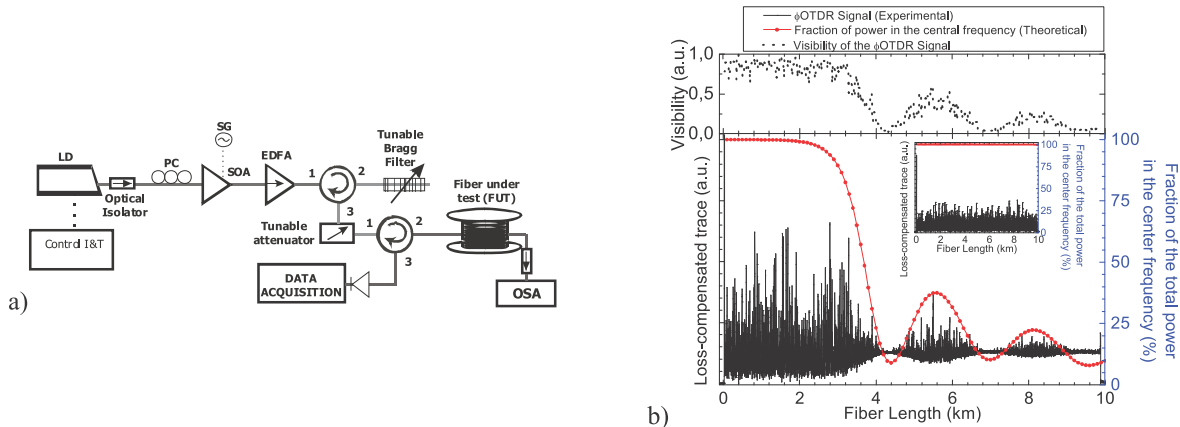 SG
LD
PC
SOA
EDFA
Optical
Isolator
Control I&T
1
2
3
Tunable
Bragg
Filter
Tunable
attenuator
1
2
3
Fiber under
test (FUT)
DATA
ACQUISITION
OSA
a)
ϕOTDR Signal (Experimental)
Fraction of power in the central frequency (Theoretical)
Visibility of the ϕOTDR Signal
Visibility (a.u.)
1,0
0,5
0,0
Loss-compensated trace (a.u.)
Fraction of the total power
in the center frequency (%)
100
75
50
25
0
0
2
4
6
8
10
Fiber Length (km)
Loss-compensated trace (a.u.)
Fraction of the total power
in the center frequency (%)
100
75
50
25
0
0
2
4
6
8
10
Fiber Length (km)
b)